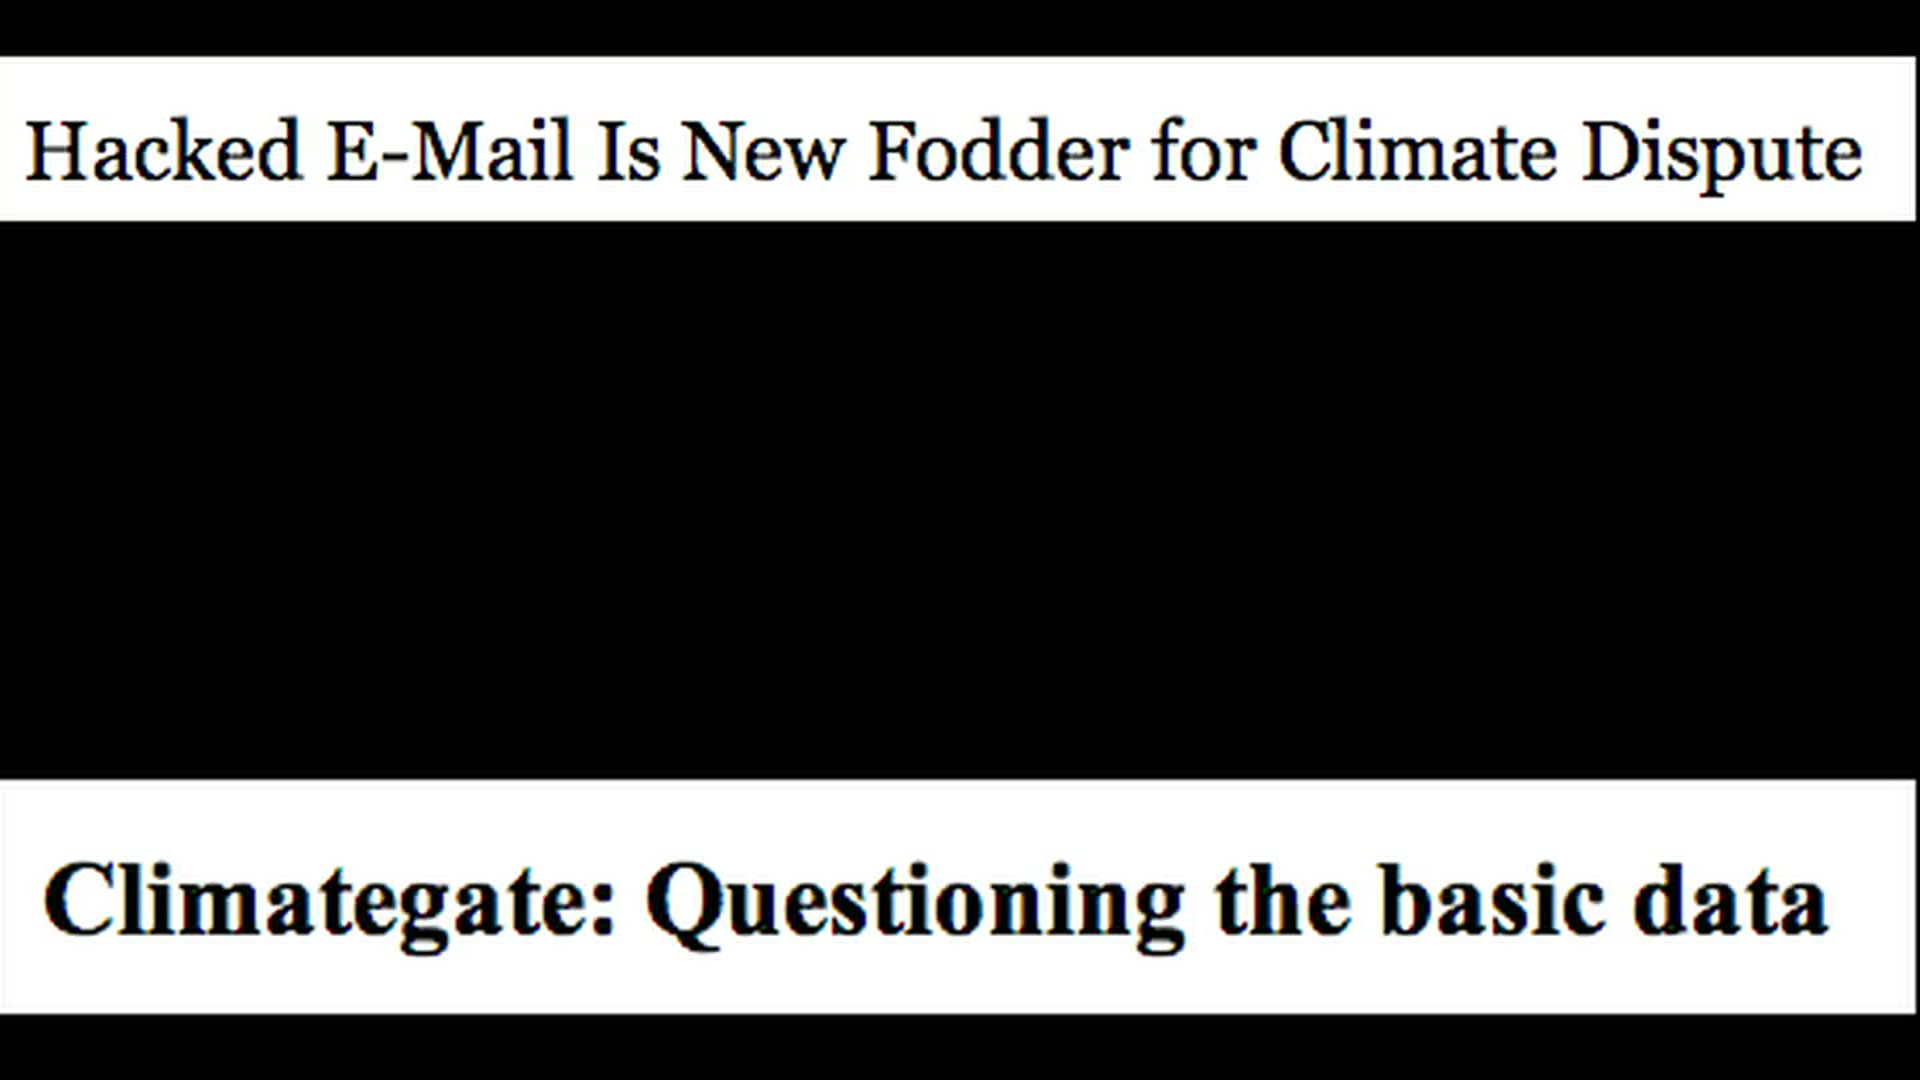 Hacked E-Mail Is New Fodder for Climate Dispute
Climategate: Questioning the basic data